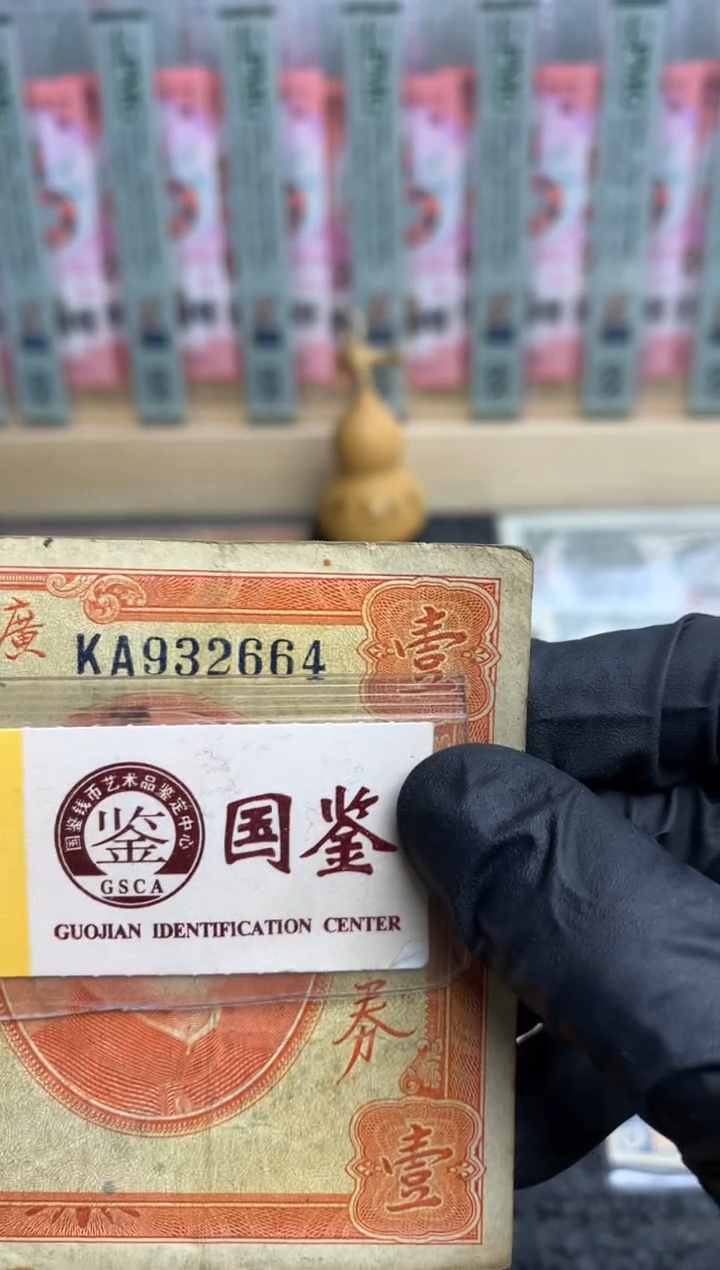 廣
KA932664
壹
国鉴钱币艺术品鉴定中心
鉴
GSCA
国鉴
GUOJIAN IDENTIFICATION CENTER
券
壹